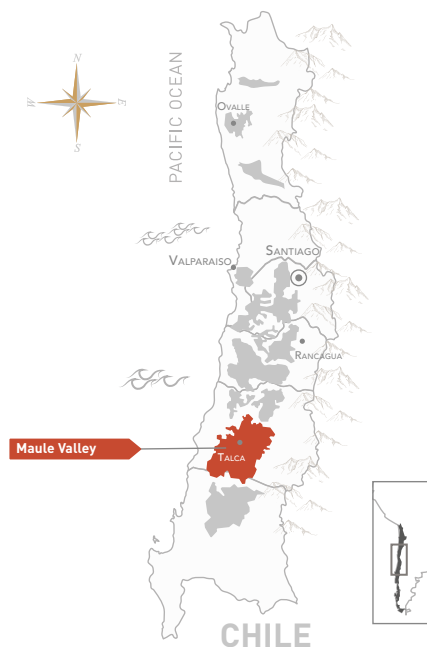 N
W
E
S
PACIFIC OCEAN
OVALLE
SANTIAGO
VALPARAISO
RANCAGUA
Maule Valley
TALCA
CHILE